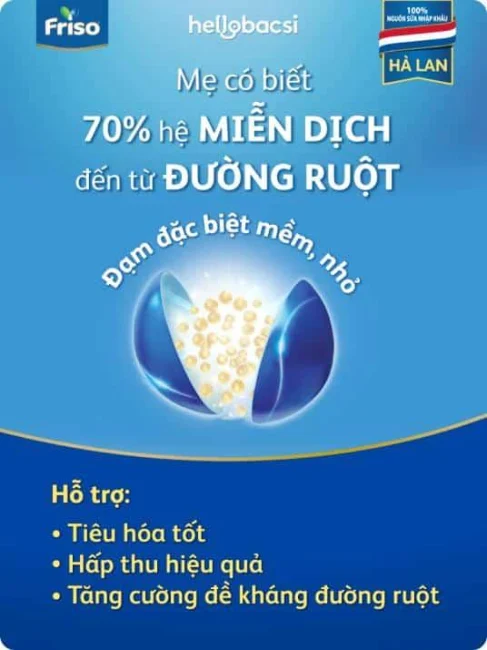 Friso
hellobacsi
100%
NGUỒN SỮA NHẬP KHẨU
HÀ LAN
Mẹ có biết
70% hệ MIỄN DỊCH
đến từ ĐƯỜNG RUỘT
Đạm đặc biệt mềm, nhỏ
Hỗ trợ:
• Tiêu hóa tốt
• Hấp thu hiệu quả
• Tăng cường đề kháng đường ruột